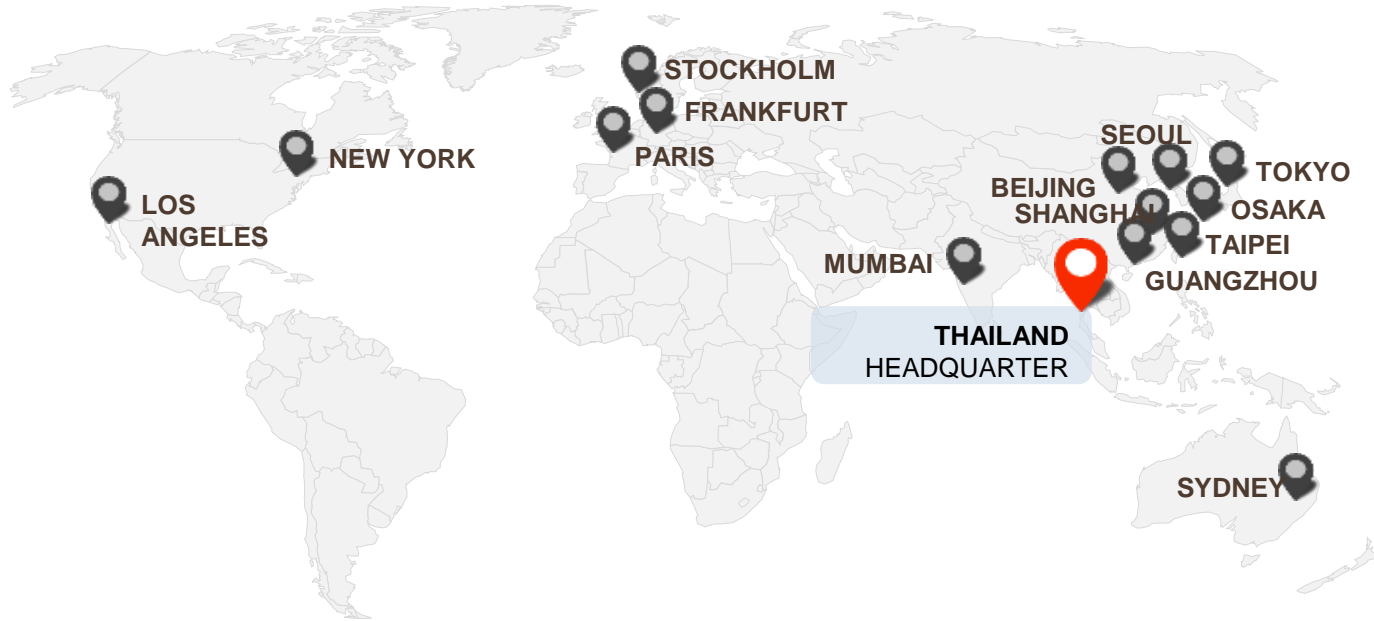 STOCKHOLM
FRANKFURT
SEOUL
NEW YORK
PARIS
TOKYO
BEIJING
LOS
ANGELES
SHANGHAI
OSAKA
TAIPEI
MUMBAI
GUANGZHOU
THAILAND
HEADQUARTER
SYDNEY